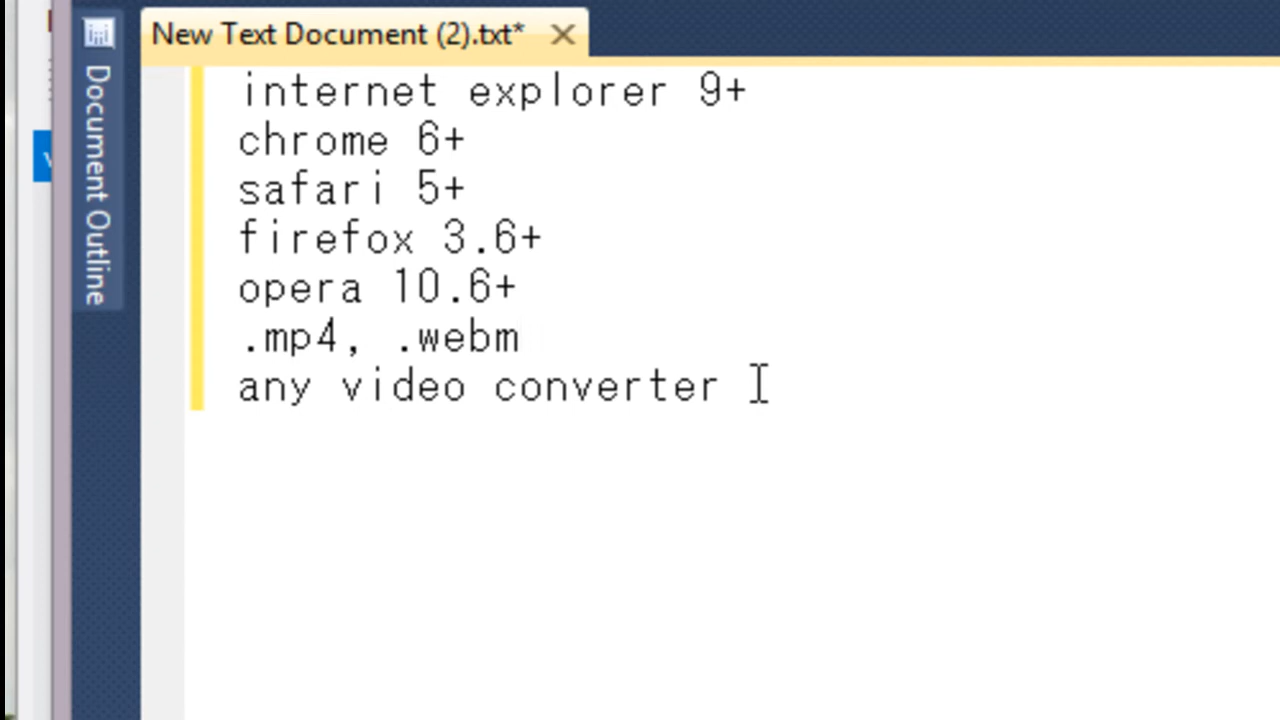 New Text Document (2).txt*
Document Outline
internet explorer 9+
chrome 6+
safari 5+
firefox 3.6+
opera 10.6+
.mp4, .webm
any video converter